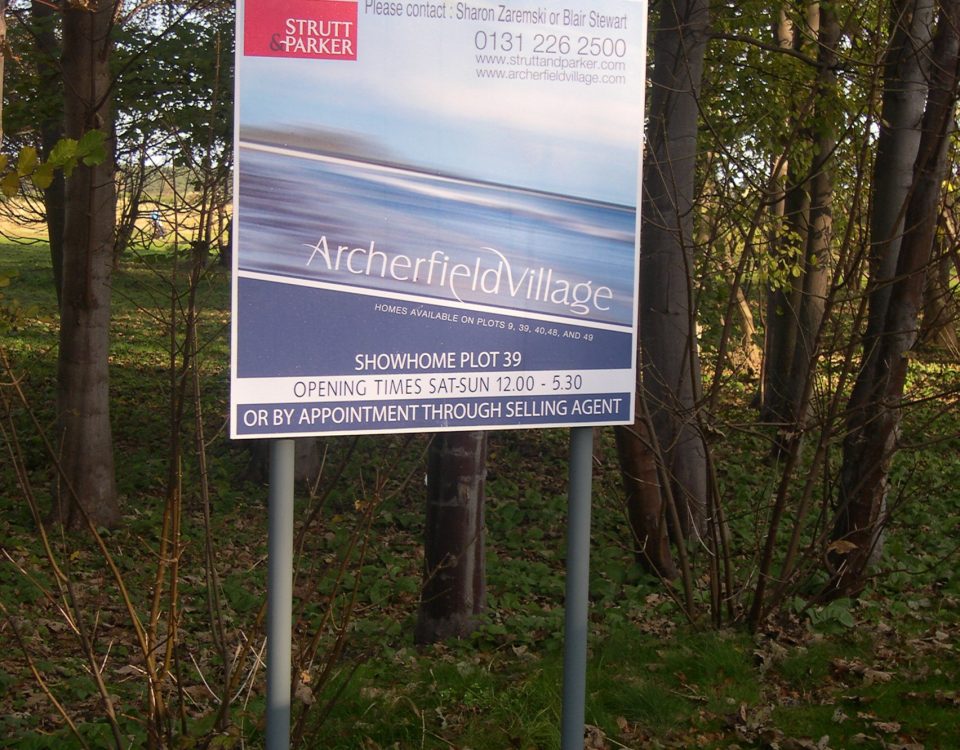 STRUTT
&PARKER
Please contact : Sharon Zaremski or Blair Stewart
0131 226 2500
www.struttandparker.com
www.archerfieldvillage.com
Archerfield Village
HOMES AVAILABLE ON PLOTS 9, 39, 40,48, AND 49
SHOWHOME PLOT 39
OPENING TIMES SAT-SUN 12.00 - 5.30
OR BY APPOINTMENT THROUGH SELLING AGENT